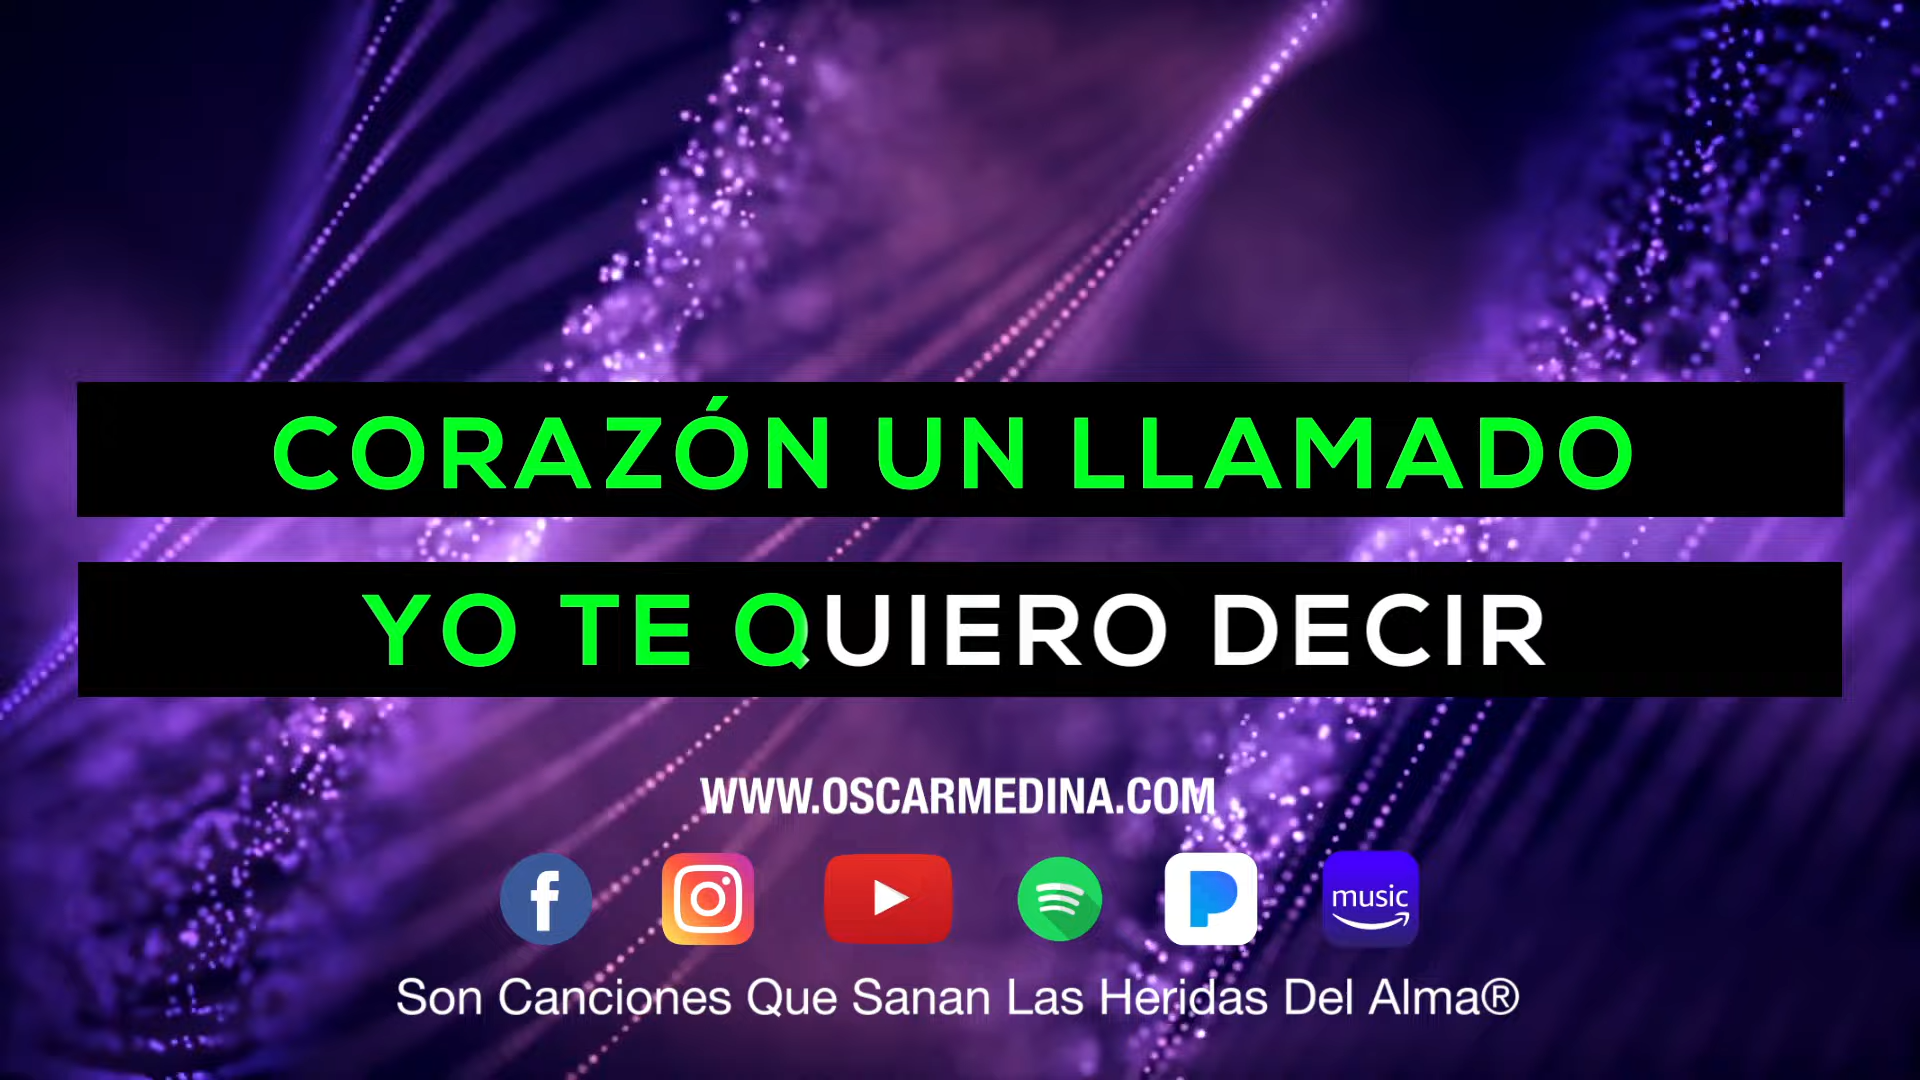 CORAZÓN UN LLAMADO
YO TE QUIERO DECIR
WWW.OSCARMEDINA.COM
f P music
Son Canciones Que Sanan Las Heridas Del Alma®